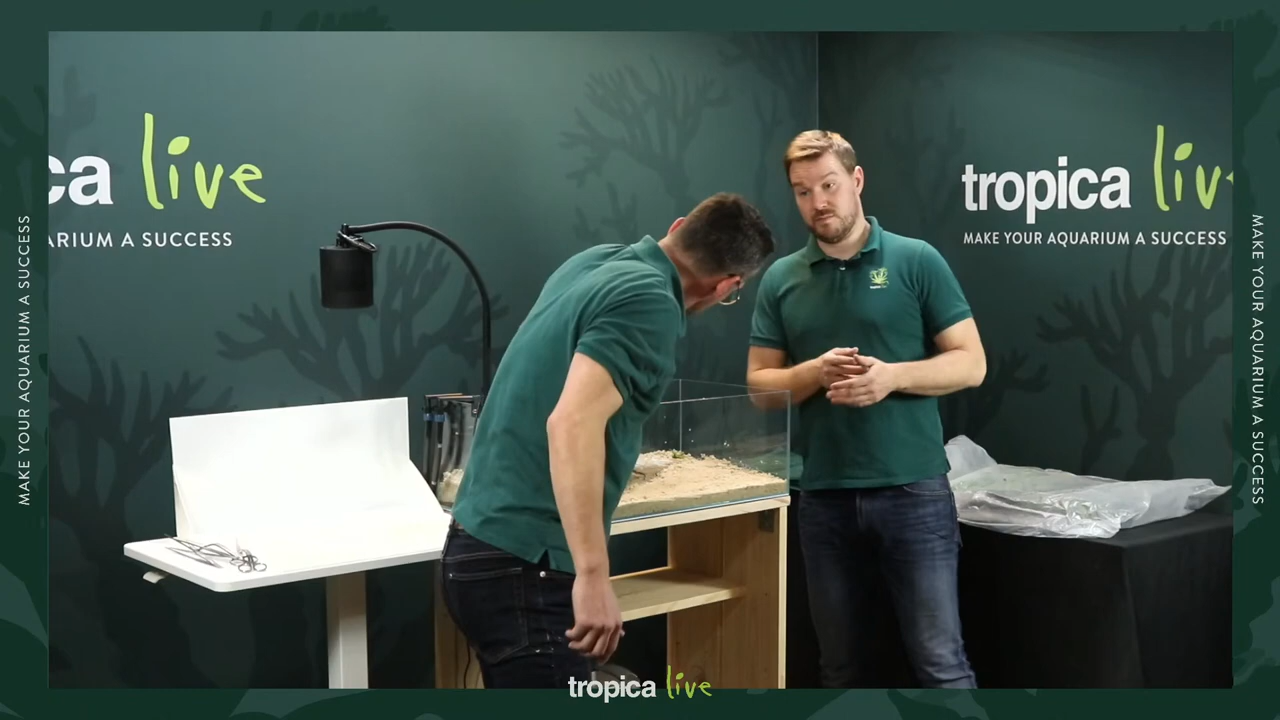 ca live
ARIUM A SUCCESS
tropica liv
MAKE YOUR AQUARIUM A SUCCESS
MAKE YOUR AQUARIUM A SUCCESS
MAKE YOUR AQUARIUM A SUCCESS
tropica live